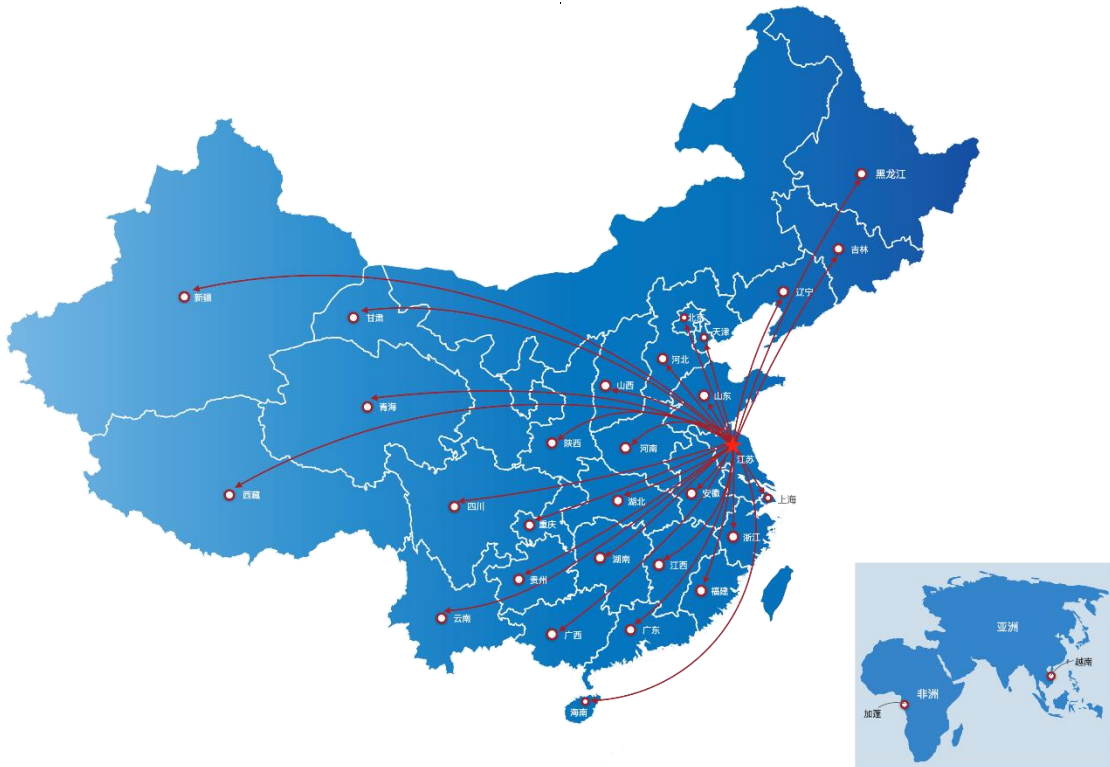 黑龙江
吉林
辽宁
新疆
甘肃
北京
天津
河北
山西
山东
青海
陕西
河南
江苏
西藏
四川
湖北
安徽
上海
重庆
浙江
湖南
江西
贵州
福建
云南
广西
广东
海南
亚洲
越南
非洲
加蓬